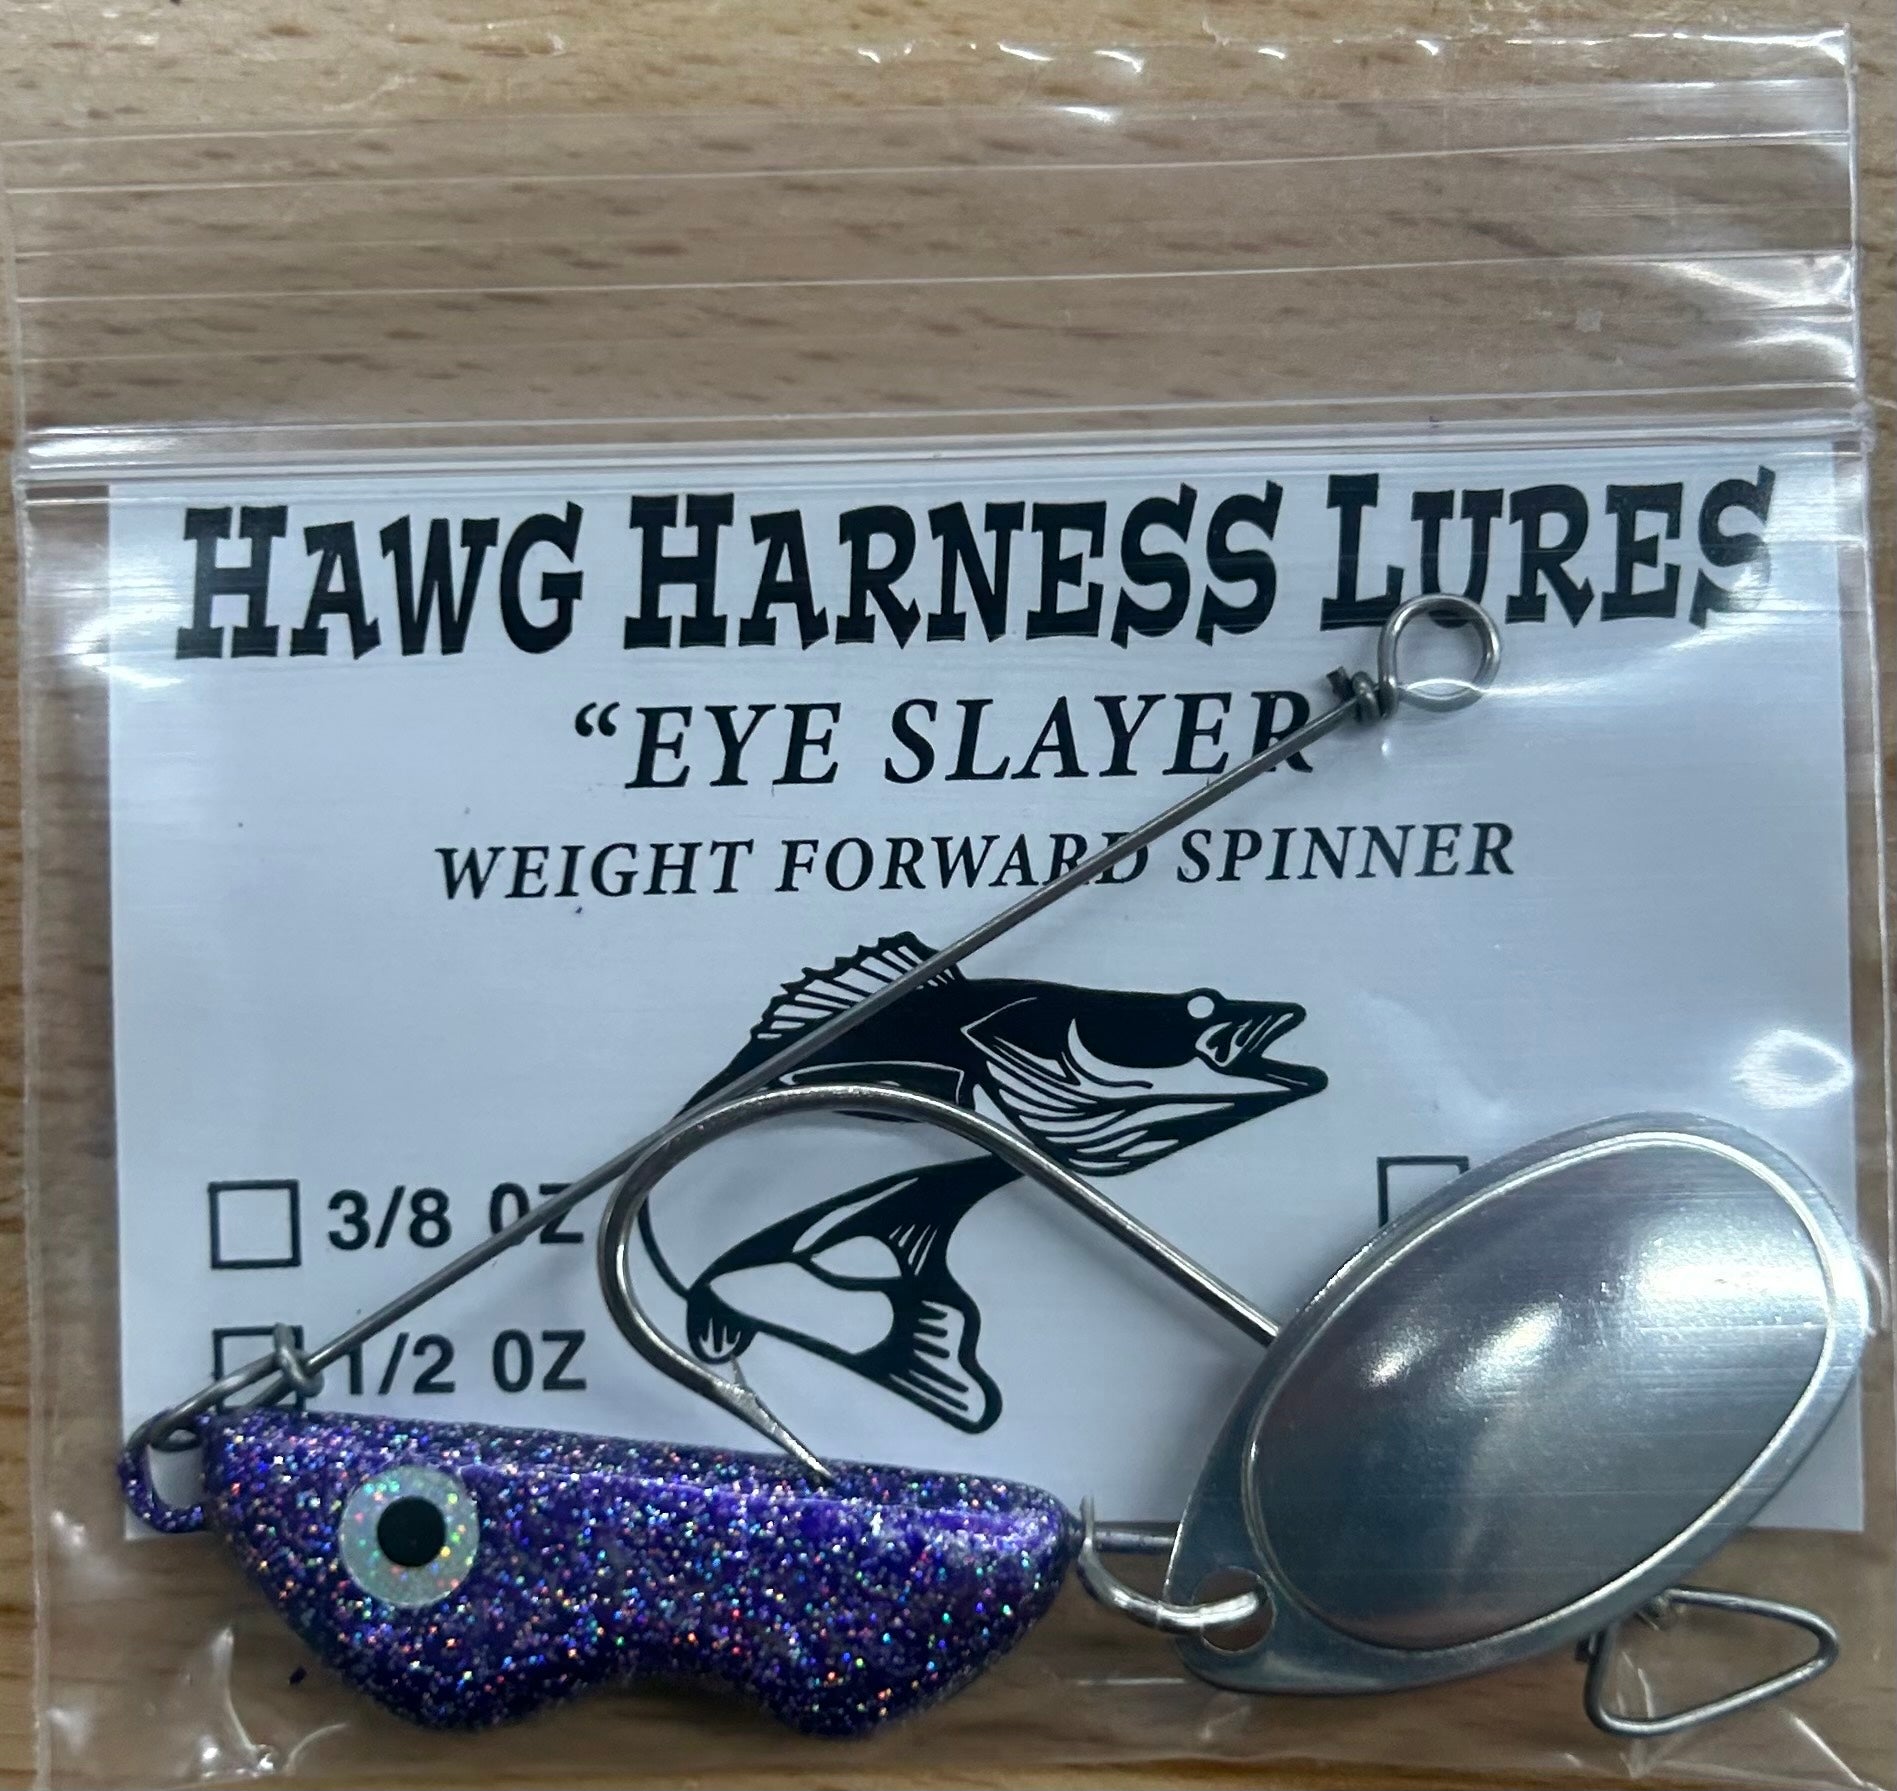 HAWG HARNESS LURES
“EYE SLAYER
WEIGHT FORWARD SPINNER
3/8 OZ
1/2 OZ